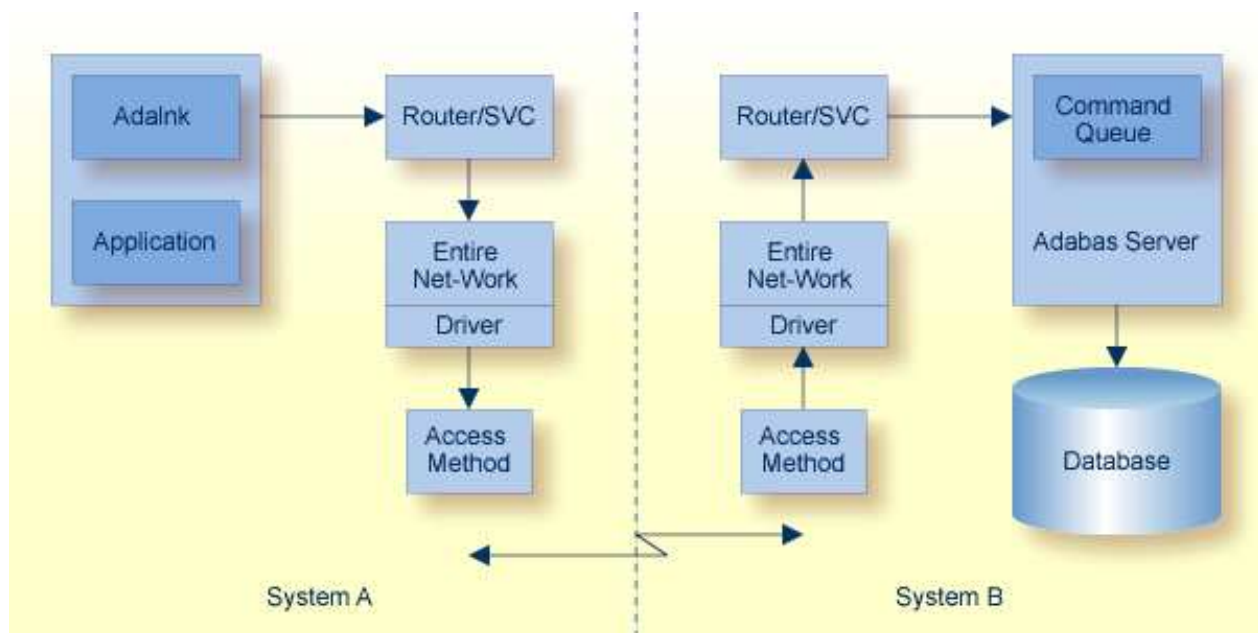 Adalnk
Application
Router/SVC
Entire
Net-Work
Driver
Access
Method
System A
Router/SVC
Entire
Net-Work
Driver
Access
Method
Command
Queue
Adabas Server
Database
System B